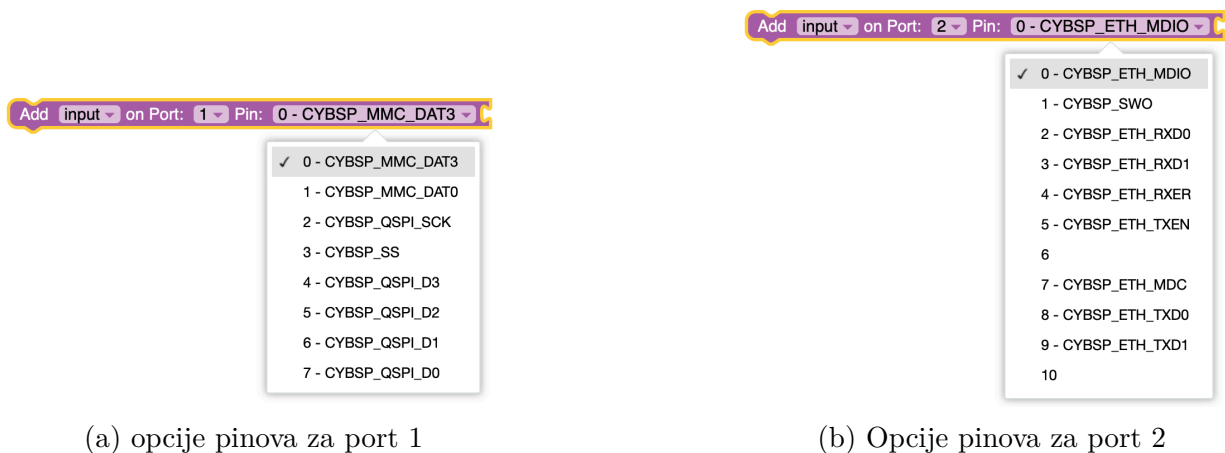 Add input on Port: 1 Pin: 0 - CYBSP_MMC_DAT3
0 - CYBSP_MMC_DAT3
1 - CYBSP_MMC_DAT0
2 - CYBSP_QSPI_SCK
3 - CYBSP_SS
4 - CYBSP_QSPI_D3
5 - CYBSP_QSPI_D2
6 - CYBSP_QSPI_D1
7 - CYBSP_QSPI_D0
(a) opcije pinova za port 1
Add input on Port: 2 Pin: 0 - CYBSP_ETH_MDIO
0 - CYBSP_ETH_MDIO
1 - CYBSP_SWO
2 - CYBSP_ETH_RXD0
3 - CYBSP_ETH_RXD1
4 - CYBSP_ETH_RXER
5 - CYBSP_ETH_TXEN
6
7 - CYBSP_ETH_MDC
8 - CYBSP_ETH_TXD0
9 - CYBSP_ETH_TXD1
10
(b) Opcije pinova za port 2